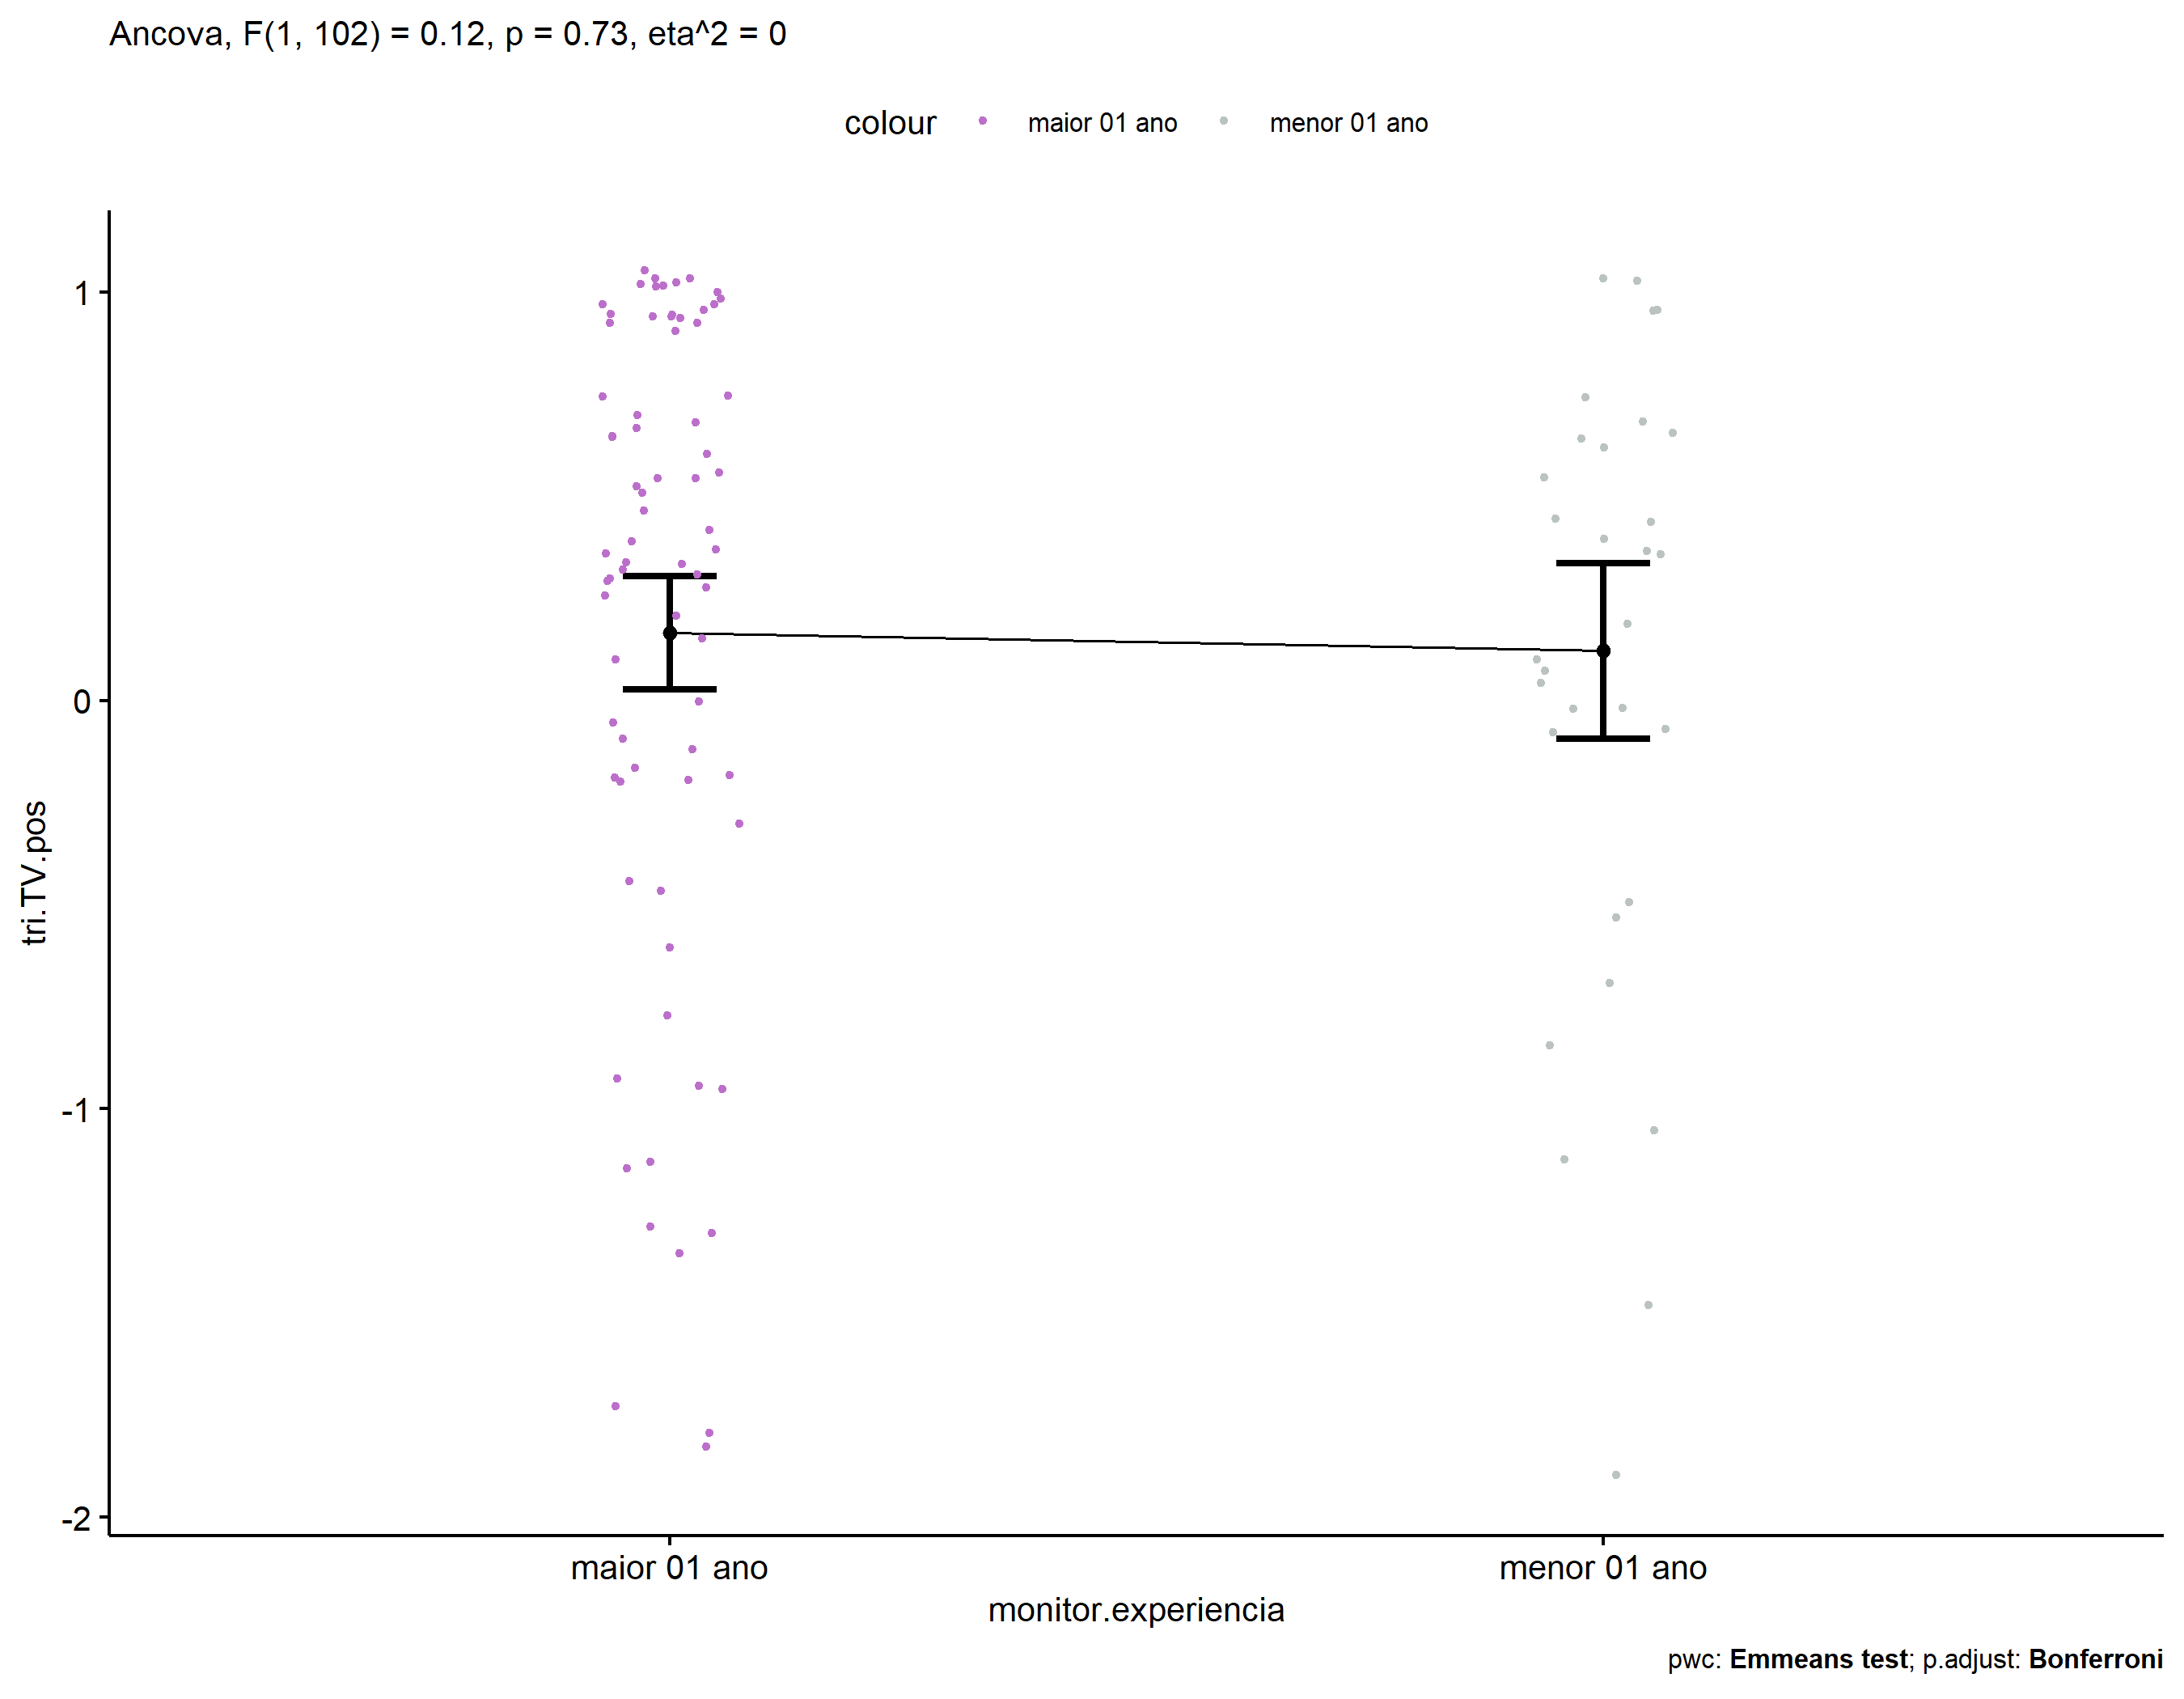 Ancova, F(1, 102) = 0.12, p = 0.73, eta^2 = 0
colour maior 01 ano menor 01 ano
1
0
-1
-2
tri.TV.pos
maior 01 ano menor 01 ano
monitor.experiencia
pwc: Emmeans test; p.adjust: Bonferroni